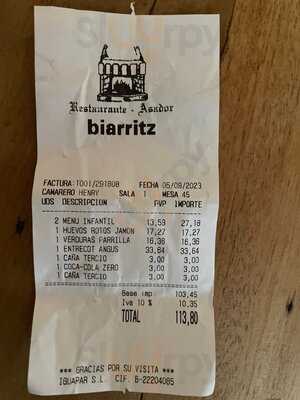 Restaurante - Asador
biarritz
FACTURA:T001/291808 FECHA 05/09/2023
CAMARERO HENRY SALA 1 MESA 45
UDS DESCRIPCION PVP IMPORTE
2 MENU INFANTIL 13,59 27,18
1 HUEVOS ROTOS JAMON 17,27 17,27
1 VERDURAS PARRILLA 16,36 16,36
1 ENTRECOT ANGUS 33,64 33,64
1 CAÑA TERCIO 3,00 3,00
1 COCA-COLA ZERO 3,00 3,00
1 CAÑA TERCIO 3,00 3,00
Base imp. 103,45
Iva 10 % 10,35
TOTAL 113,80
*** GRACIAS POR SU VISITA ***
IGUAPAR S.L. CIF. B-22204085